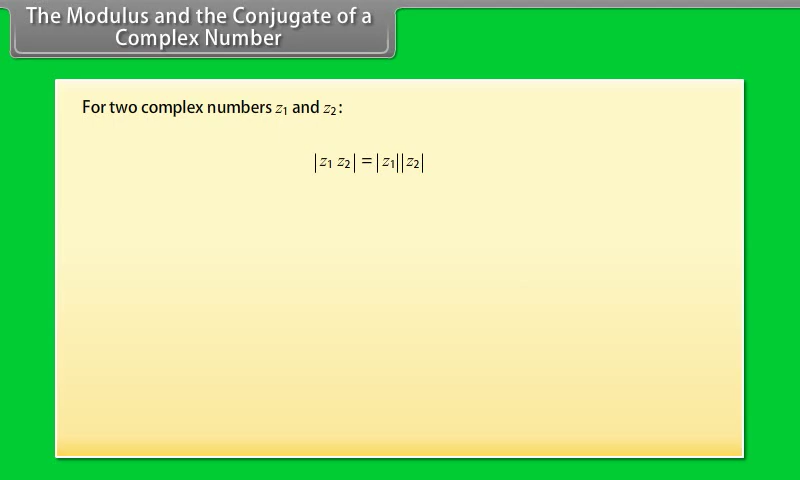 The Modulus and the Conjugate of a
Complex Number
For two complex numbers z₁ and z₂:
|z₁ z₂| = |z₁||z₂|